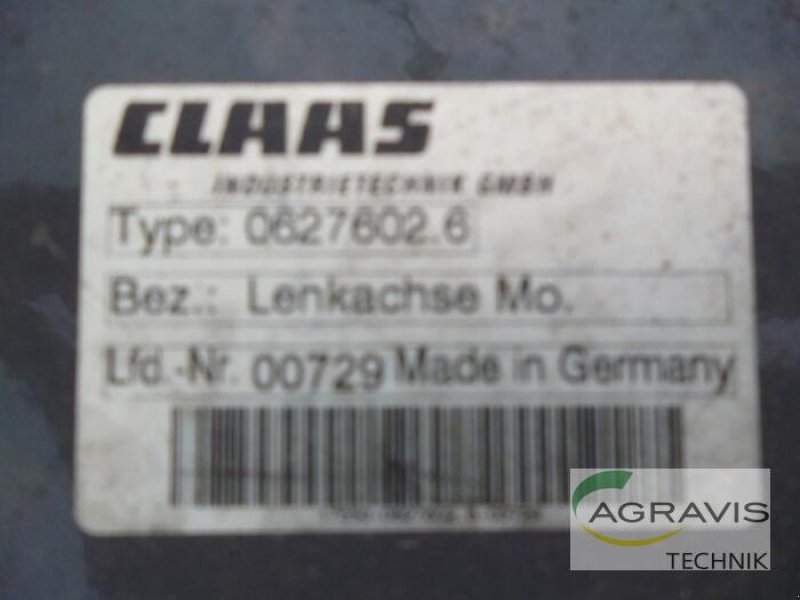 CLAAS
INDUSTRIETECHNIK GMBH
Type: 0627602.6
Bez.: Lenkachse Mo.
Lfd.-Nr. 00729 Made in Germany
AGRAVIS
TECHNIK